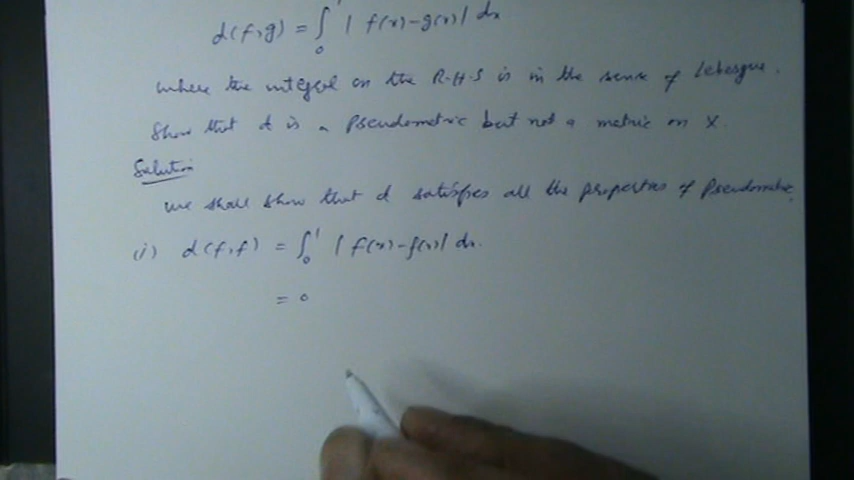 d(f,g) = ∫₀¹ | f(x) - g(x) | dx
where the integral on the R.H.S is in the sense of Lebesgue.
Show that d is a Pseudometric but not a metric on X.
Solution
we shall show that d satisfies all the properties of Pseudometric.
(i) d(f,f) = ∫₀¹ | f(x) - f(x) | dx.
= 0